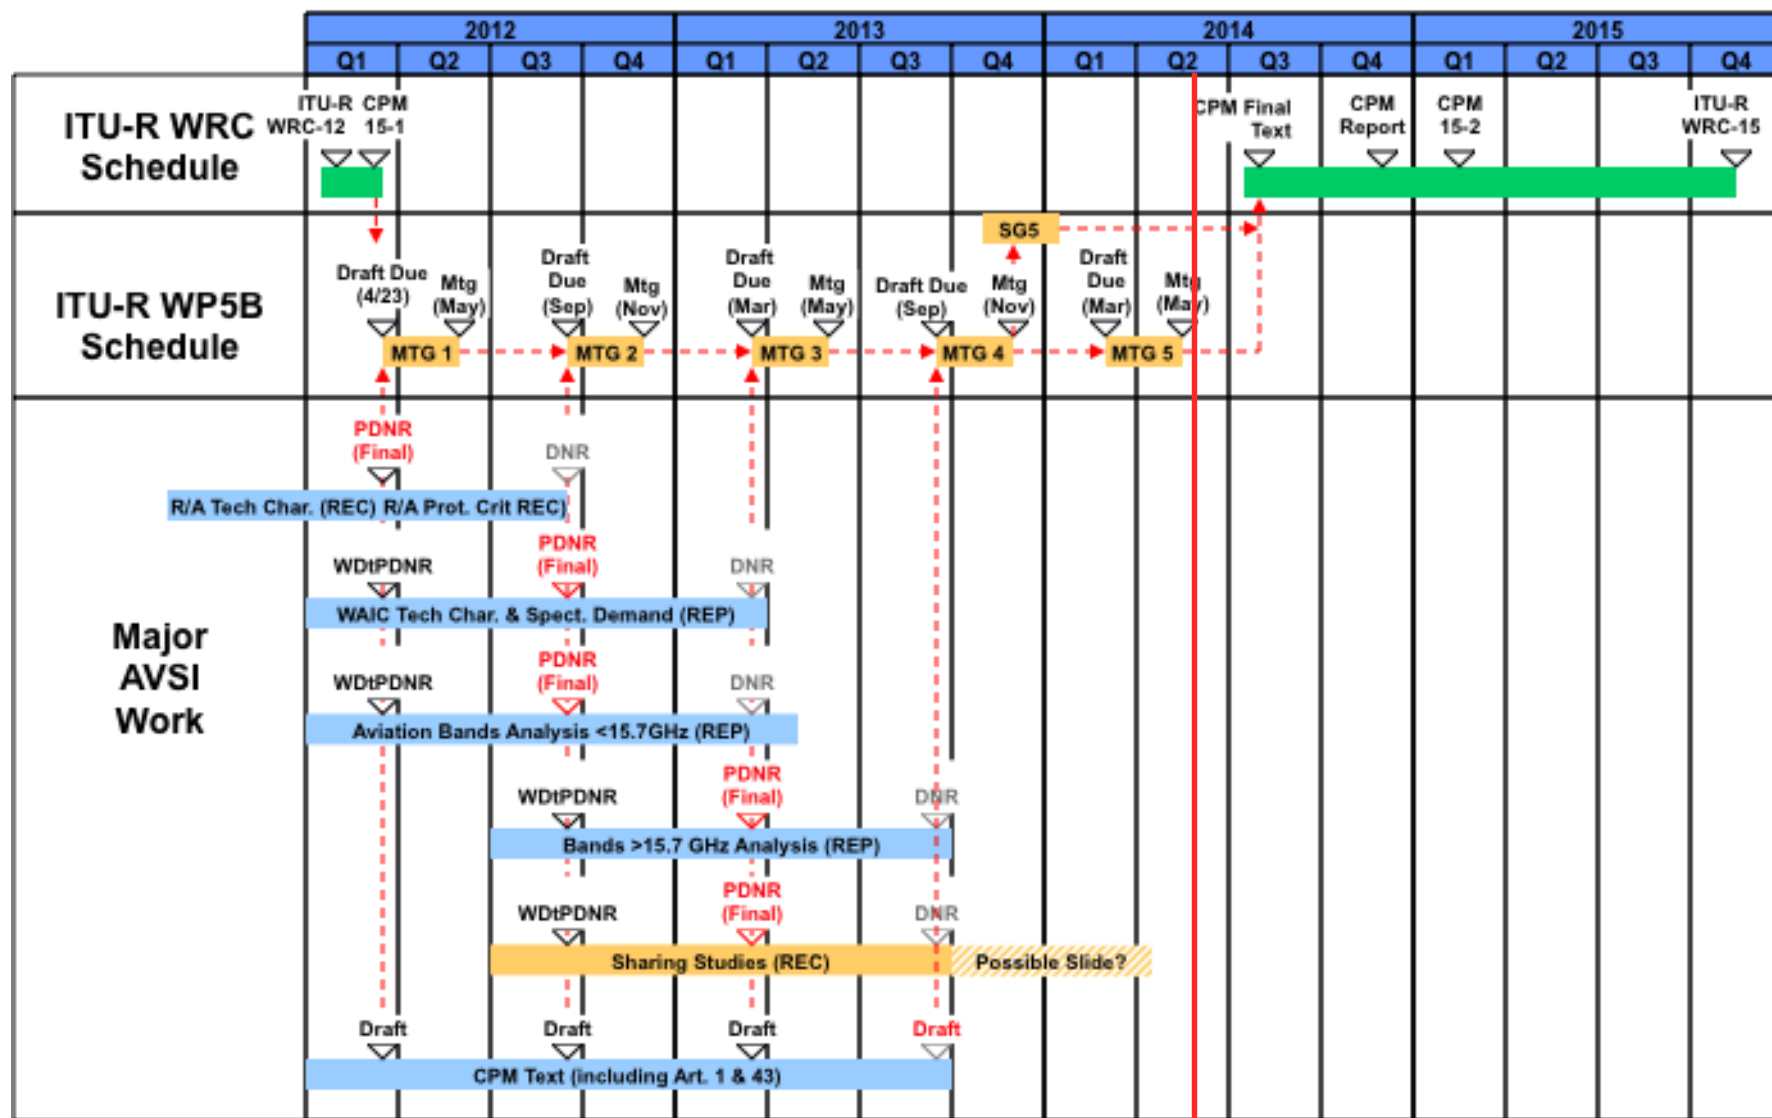 2012 2013 2014 2015
Q1 Q2 Q3 Q4 Q1 Q2 Q3 Q4 Q1 Q2 Q3 Q4 Q1 Q2 Q3 Q4
ITU-R WRC
Schedule
ITU-R
WRC-12
CPM
15-1
CPM Final
Text
CPM
Report
CPM
15-2
ITU-R
WRC-15
ITU-R WP5B
Schedule
SG5
Draft Due
(4/23)
Mtg
(May)
Draft
Due
(Sep)
Mtg
(Nov)
Draft
Due
(Mar)
Mtg
(May)
Draft Due
(Sep)
Mtg
(Nov)
Draft
Due
(Mar)
Mtg
(May)
MTG 1 MTG 2 MTG 3 MTG 4 MTG 5
Major
AVSI
Work
PDNR
(Final)
DNR
R/A Tech Char. (REC) R/A Prot. Crit REC)
WDtPDNR
PDNR
(Final)
DNR
WAIC Tech Char. & Spect. Demand (REP)
WDtPDNR
PDNR
(Final)
DNR
Aviation Bands Analysis <15.7GHz (REP)
WDtPDNR
PDNR
(Final)
DNR
Bands >15.7 GHz Analysis (REP)
WDtPDNR
PDNR
(Final)
DNR
Sharing Studies (REC)
Possible Slide?
Draft Draft Draft Draft
CPM Text (including Art. 1 & 43)